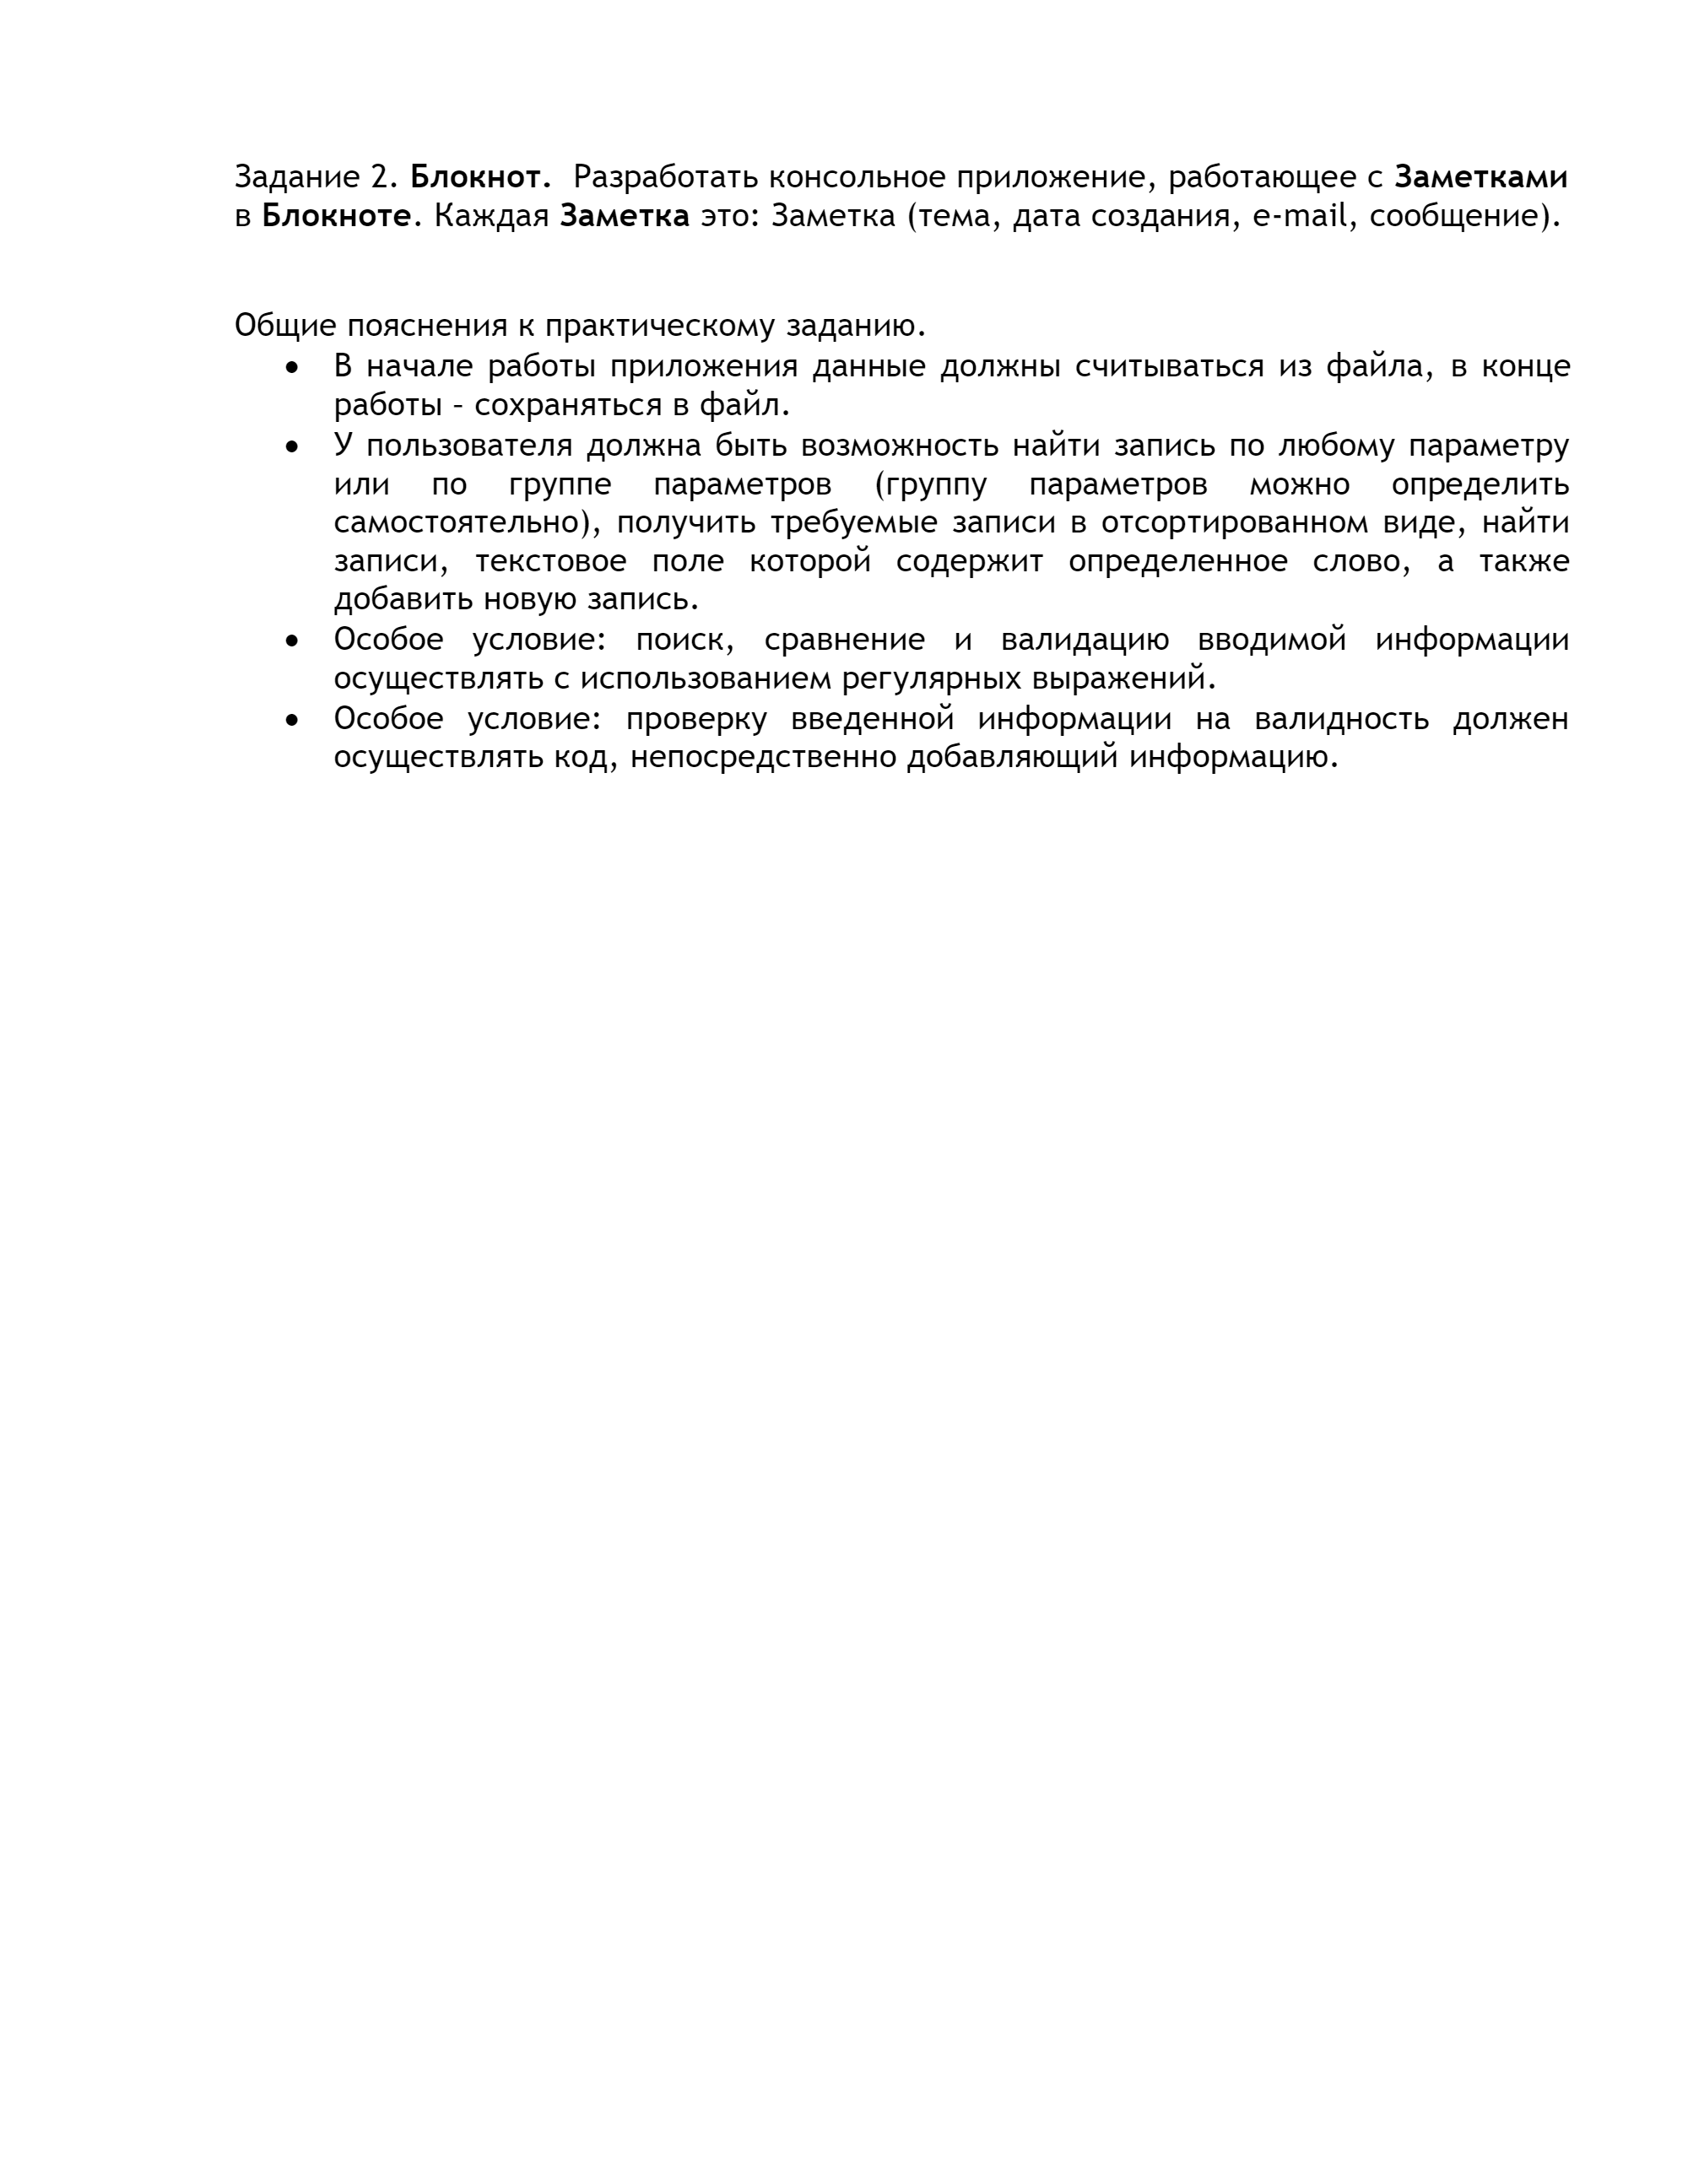 Задание 2. Блокнот.  Разработать консольное приложение, работающее с Заметками
в Блокноте. Каждая Заметка это: Заметка (тема, дата создания, e-mail, сообщение).
Общие пояснения к практическому заданию.
• В начале работы приложения данные должны считываться из файла, в конце
работы - сохраняться в файл.
• У пользователя должна быть возможность найти запись по любому параметру
или по группе параметров (группу параметров можно определить
самостоятельно), получить требуемые записи в отсортированном виде, найти
записи, текстовое поле которой содержит определенное слово, а также
добавить новую запись.
• Особое условие: поиск, сравнение и валидацию вводимой информации
осуществлять с использованием регулярных выражений.
• Особое условие: проверку введенной информации на валидность должен
осуществлять код, непосредственно добавляющий информацию.